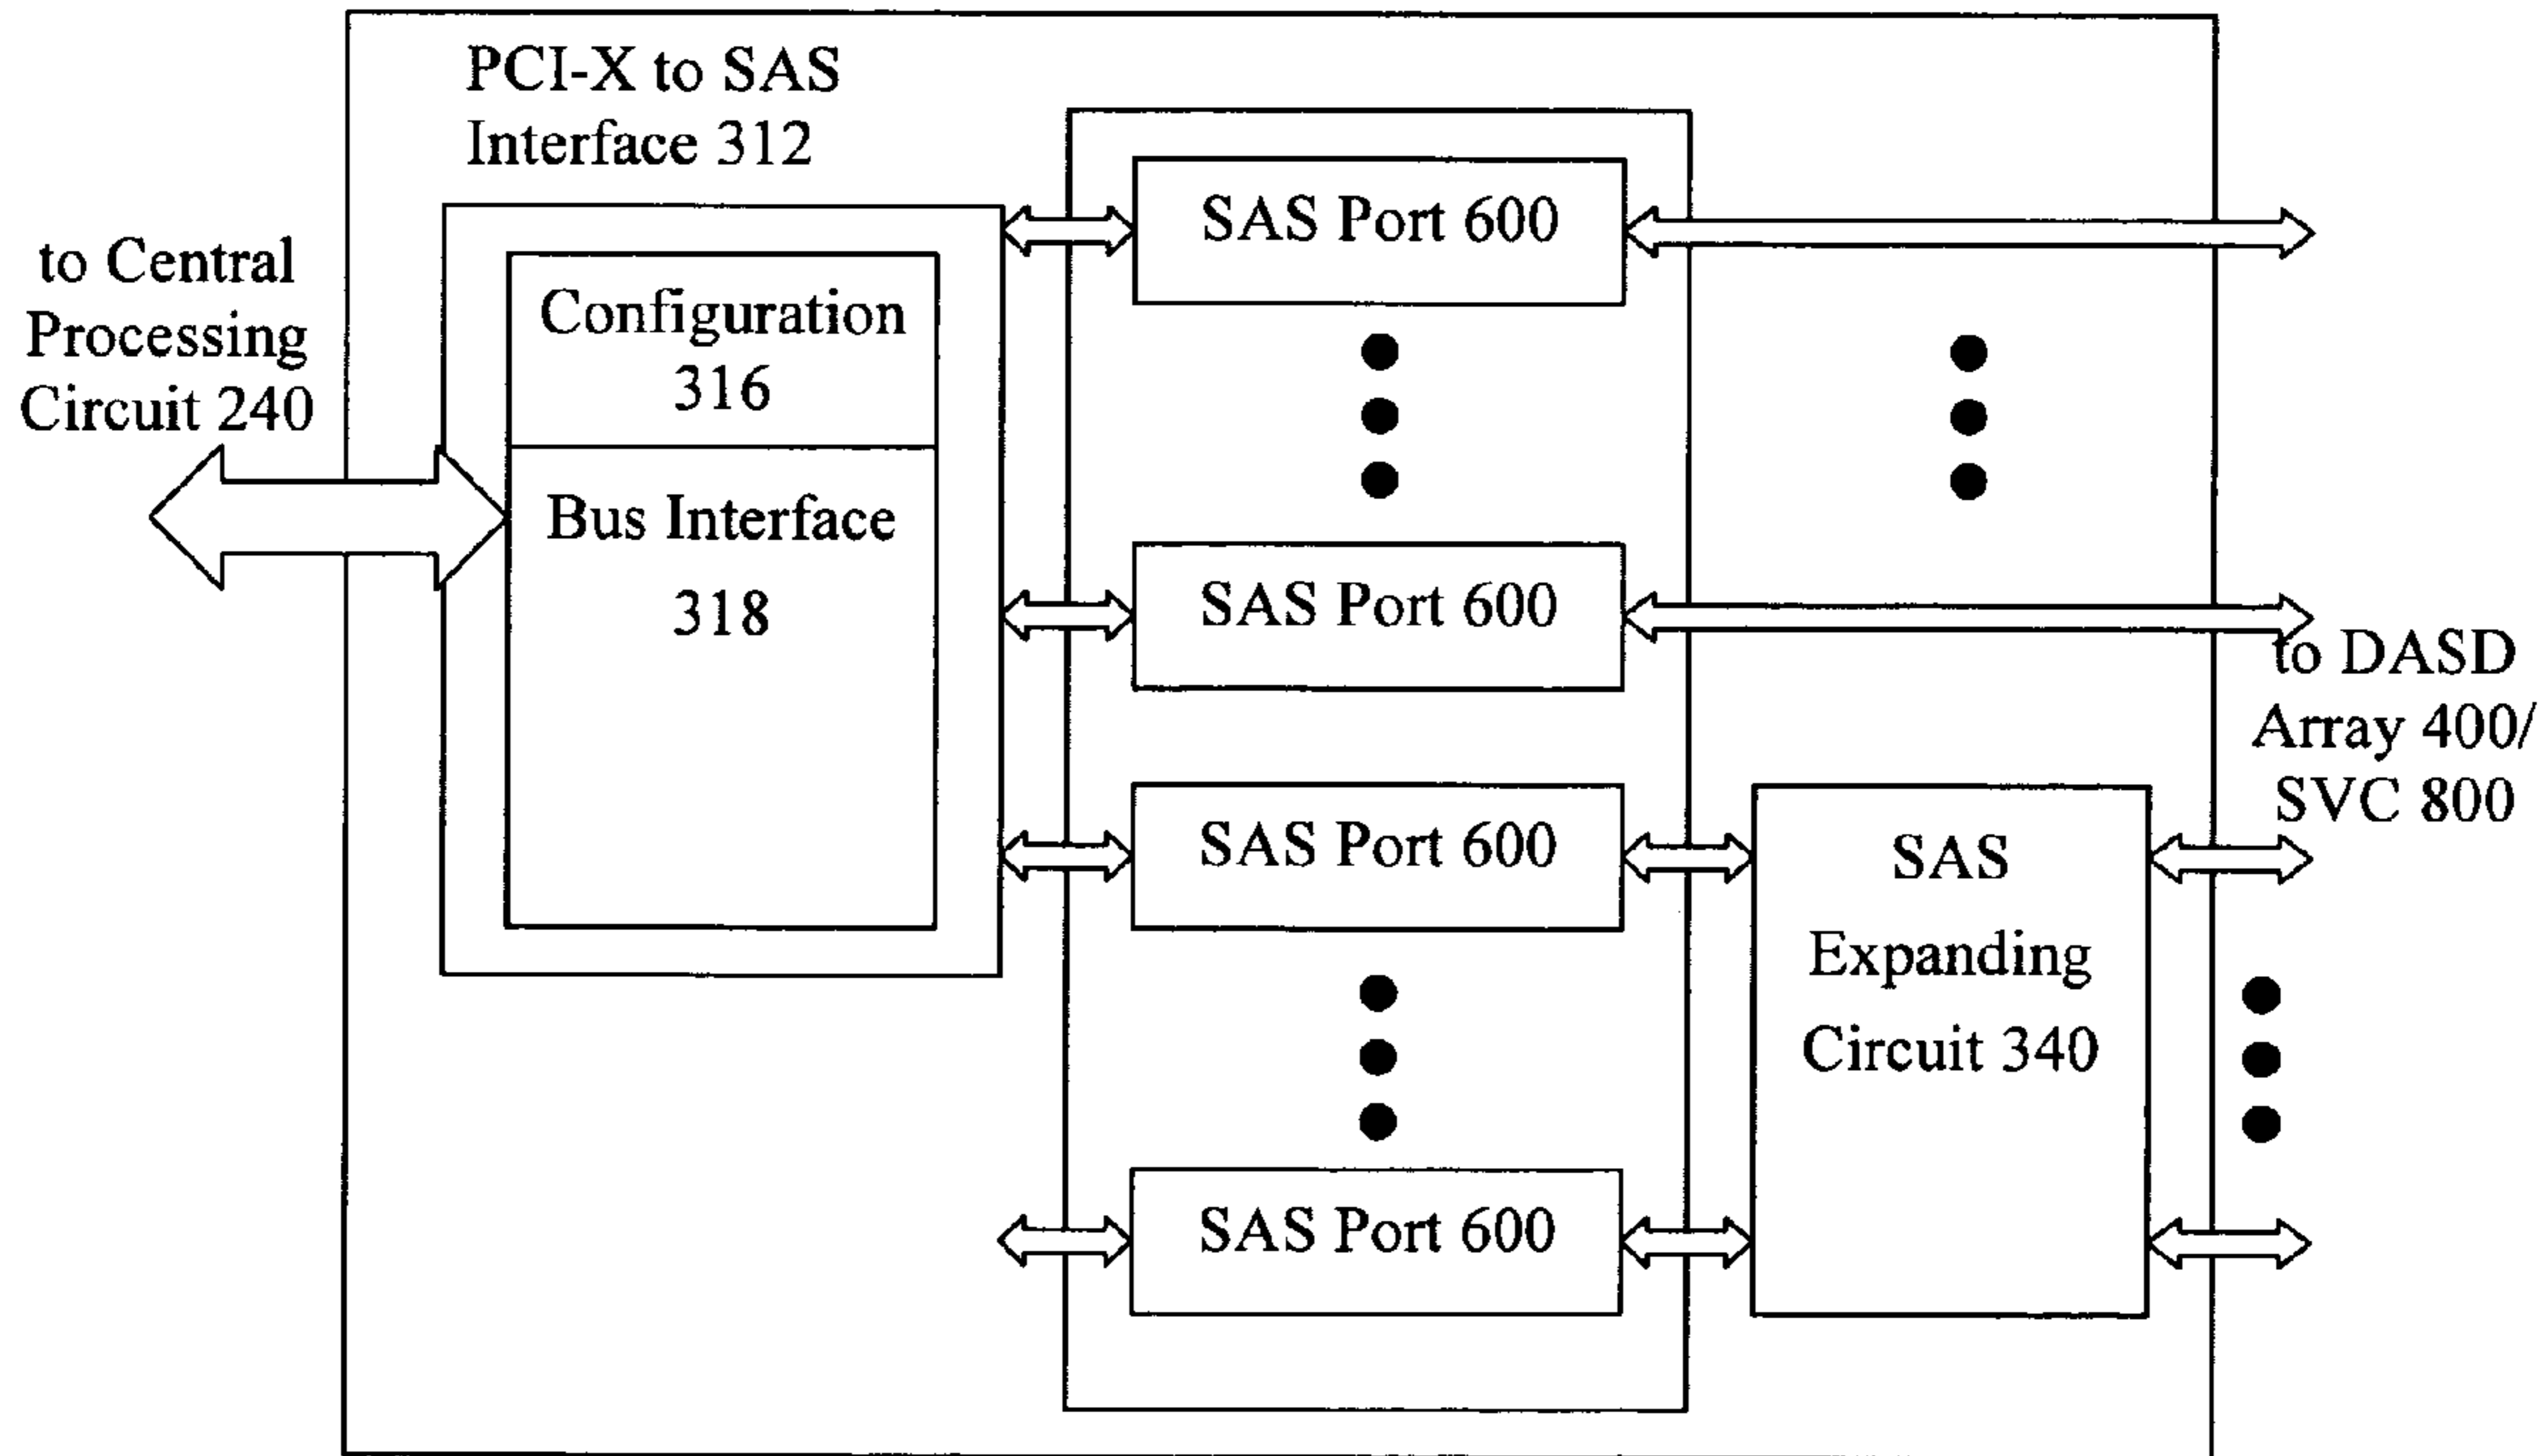 PCI-X to SAS
Interface 312
to Central
Processing
Circuit 240
Configuration
316
Bus Interface
318
SAS Port 600
SAS Port 600
SAS Port 600
SAS Port 600
SAS
Expanding
Circuit 340
to DASD
Array 400/
SVC 800